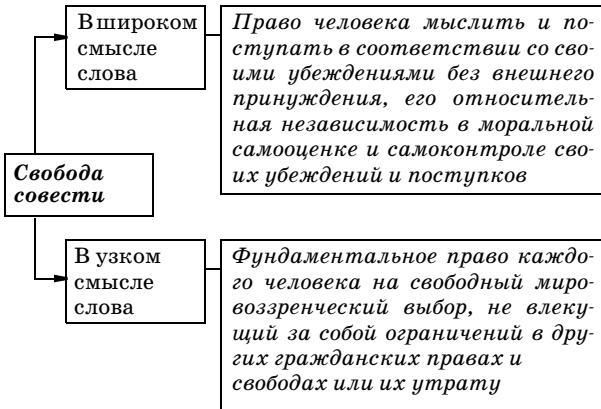 В широком
смысле
слова
Право человека мыслить и по-
ступать в соответствии со сво-
ими убеждениями без внешнего
принуждения, его относитель-
ная независимость в моральной
самооценке и самоконтроле сво-
их убеждений и поступков
Свобода
совести
В узком
смысле
слова
Фундаментальное право каждо-
го человека на свободный миро-
воззренческий выбор, не влеку-
щий за собой ограничений в дру-
гих гражданских правах и
свободах или их утрату